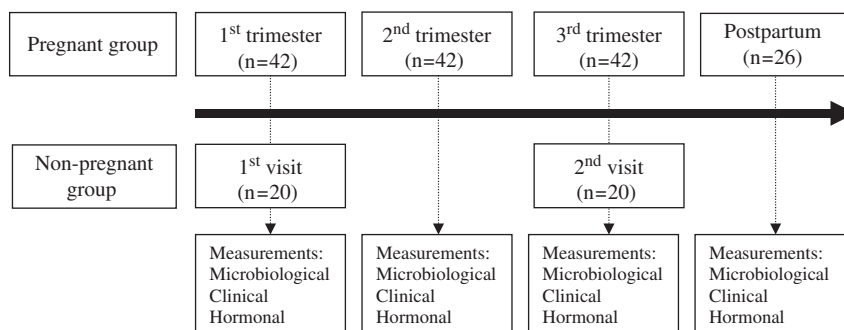 Pregnant group
1st trimester
(n=42)
2nd trimester
(n=42)
3rd trimester
(n=42)
Postpartum
(n=26)
Non-pregnant
group
1st visit
(n=20)
2nd visit
(n=20)
Measurements:
Microbiological
Clinical
Hormonal
Measurements:
Microbiological
Clinical
Hormonal
Measurements:
Microbiological
Clinical
Hormonal
Measurements:
Microbiological
Clinical
Hormonal